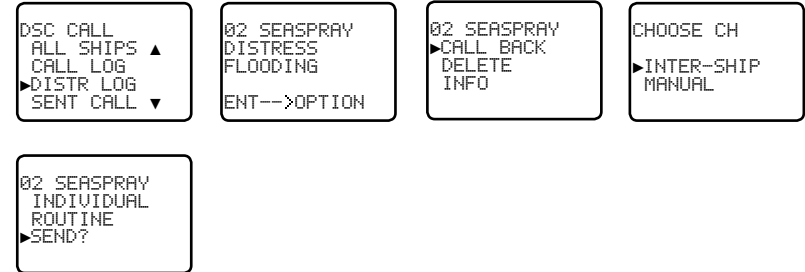 DSC CALL
ALL SHIPS ▲
CALL LOG
►DISTR LOG
SENT CALL ▼
02 SEASPRAY
DISTRESS
FLOODING
ENT-->OPTION
02 SEASPRAY
►CALL BACK
DELETE
INFO
CHOOSE CH
►INTER-SHIP
MANUAL
02 SEASPRAY
INDIVIDUAL
ROUTINE
►SEND?